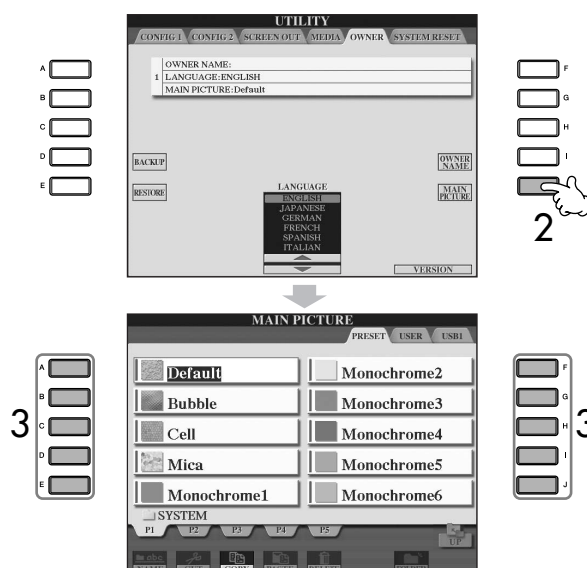 UTILITY
CONFIG 1 CONFIG 2 SCREEN OUT MEDIA OWNER SYSTEM RESET
OWNER NAME:
1 LANGUAGE:ENGLISH
MAIN PICTURE:Default
A
B
C
D
E
F
G
H
I
BACKUP
RESTORE
OWNER
NAME
MAIN
PICTURE
LANGUAGE
ENGLISH
JAPANESE
GERMAN
FRENCH
SPANISH
ITALIAN
VERSION
2
MAIN PICTURE
PRESET USER USB1
A
B
C
D
E
3
Default
Bubble
Cell
Mica
Monochrome1
Monochrome2
Monochrome3
Monochrome4
Monochrome5
Monochrome6
F
G
H
I
J
3
SYSTEM
P1 P2 P3 P4 P5
UP
abc
COPY